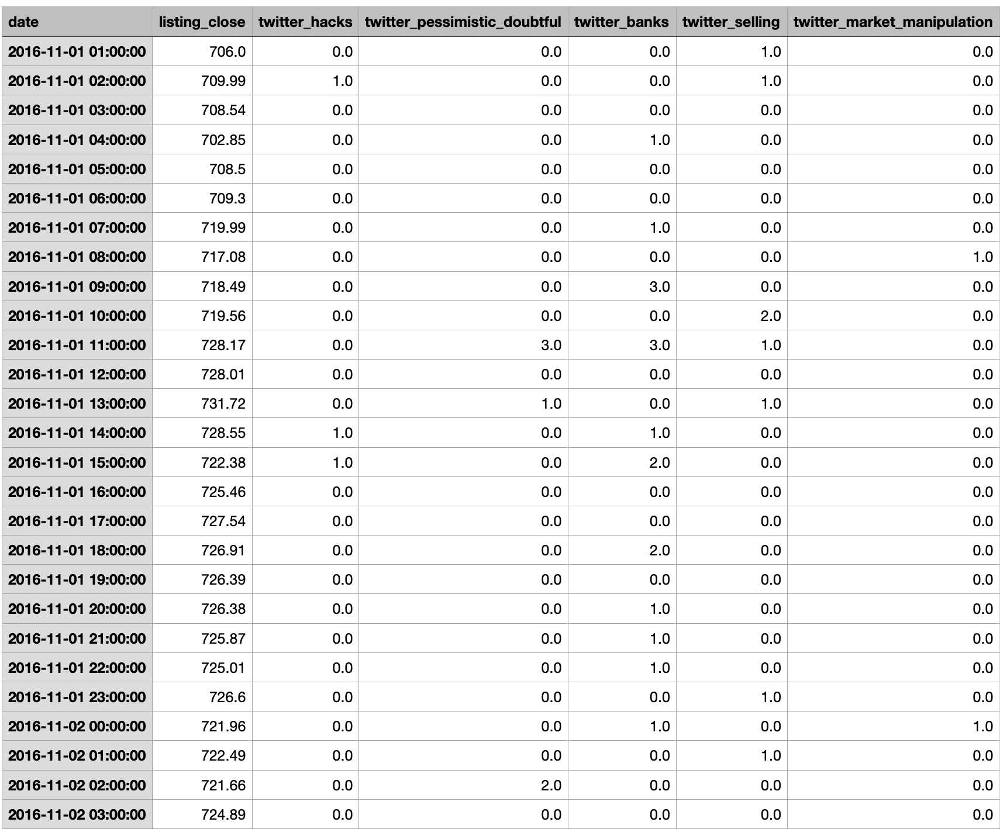 date listing_close twitter_hacks twitter_pessimistic_doubtful twitter_banks twitter_selling twitter_market_manipulation
2016-11-01 01:00:00 706.0 0.0 0.0 0.0 1.0 0.0
2016-11-01 02:00:00 709.99 1.0 0.0 0.0 1.0 0.0
2016-11-01 03:00:00 708.54 0.0 0.0 0.0 0.0 0.0
2016-11-01 04:00:00 702.85 0.0 0.0 1.0 0.0 0.0
2016-11-01 05:00:00 708.5 0.0 0.0 0.0 0.0 0.0
2016-11-01 06:00:00 709.3 0.0 0.0 0.0 0.0 0.0
2016-11-01 07:00:00 719.99 0.0 0.0 1.0 0.0 0.0
2016-11-01 08:00:00 717.08 0.0 0.0 0.0 0.0 1.0
2016-11-01 09:00:00 718.49 0.0 0.0 3.0 0.0 0.0
2016-11-01 10:00:00 719.56 0.0 0.0 0.0 2.0 0.0
2016-11-01 11:00:00 728.17 0.0 3.0 3.0 1.0 0.0
2016-11-01 12:00:00 728.01 0.0 0.0 0.0 0.0 0.0
2016-11-01 13:00:00 731.72 0.0 1.0 0.0 1.0 0.0
2016-11-01 14:00:00 728.55 1.0 0.0 1.0 0.0 0.0
2016-11-01 15:00:00 722.38 1.0 0.0 2.0 0.0 0.0
2016-11-01 16:00:00 725.46 0.0 0.0 0.0 0.0 0.0
2016-11-01 17:00:00 727.54 0.0 0.0 0.0 0.0 0.0
2016-11-01 18:00:00 726.91 0.0 0.0 2.0 0.0 0.0
2016-11-01 19:00:00 726.39 0.0 0.0 0.0 0.0 0.0
2016-11-01 20:00:00 726.38 0.0 0.0 1.0 0.0 0.0
2016-11-01 21:00:00 725.87 0.0 0.0 1.0 0.0 0.0
2016-11-01 22:00:00 725.01 0.0 0.0 1.0 0.0 0.0
2016-11-01 23:00:00 726.6 0.0 0.0 0.0 1.0 0.0
2016-11-02 00:00:00 721.96 0.0 0.0 1.0 0.0 1.0
2016-11-02 01:00:00 722.49 0.0 0.0 0.0 1.0 0.0
2016-11-02 02:00:00 721.66 0.0 2.0 0.0 0.0 0.0
2016-11-02 03:00:00 724.89 0.0 0.0 0.0 0.0 0.0